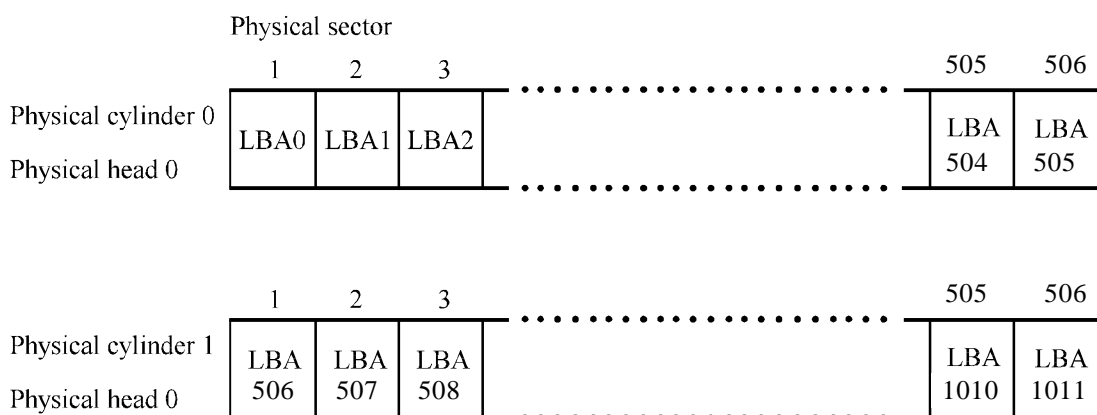 Physical sector
1 2 3 505 506
Physical cylinder 0
Physical head 0
LBA0 LBA1 LBA2 LBA LBA
504 505
1 2 3 505 506
Physical cylinder 1
Physical head 0
LBA LBA LBA LBA LBA
506 507 508 1010 1011